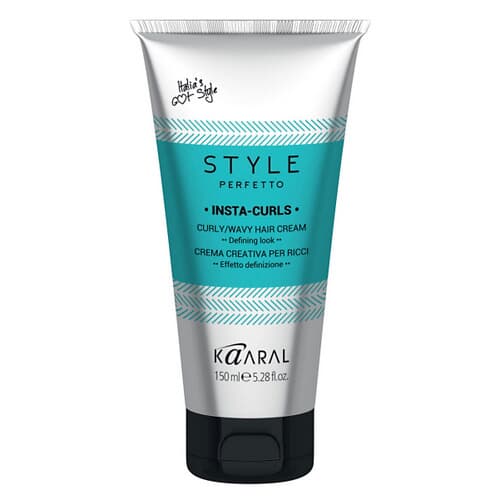 Italia's
Got Style
STYLE
PERFETTO
• INSTA-CURLS •
CURLY/WAVY HAIR CREAM
•• Defining look ••
CREMA CREATIVA PER RICCI
•• Effetto definizione ••
KAARAL
150 ml e 5.28 fl.oz.